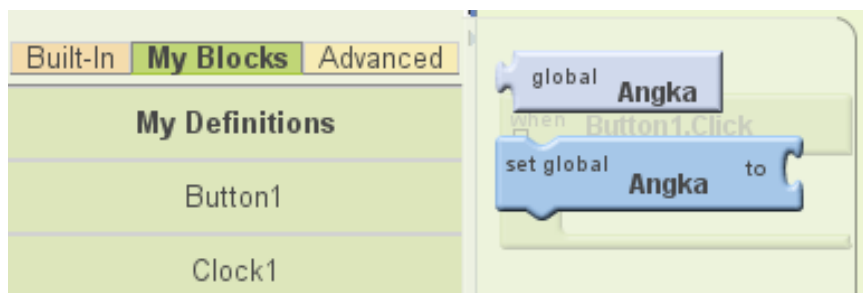 Built-In My Blocks Advanced
My Definitions
Button1
Clock1
global Angka
when Button1.Click
set global Angka to